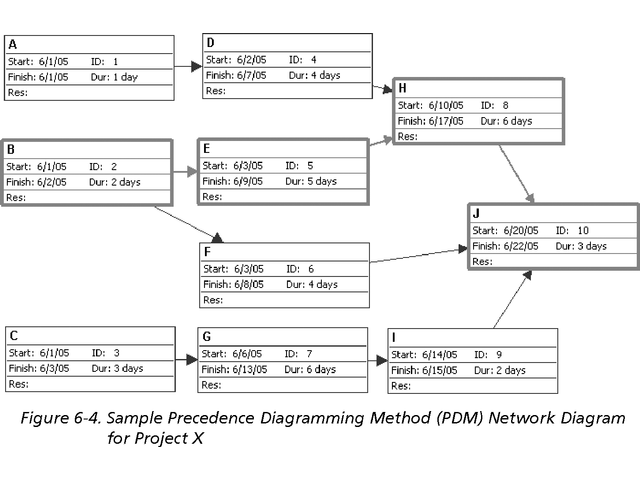 A
Start: 6/1/05 ID: 1
Finish: 6/1/05 Dur: 1 day
Res:
D
Start: 6/2/05 ID: 4
Finish: 6/7/05 Dur: 4 days
Res:
H
Start: 6/10/05 ID: 8
Finish: 6/17/05 Dur: 6 days
Res:
B
Start: 6/1/05 ID: 2
Finish: 6/2/05 Dur: 2 days
Res:
E
Start: 6/3/05 ID: 5
Finish: 6/9/05 Dur: 5 days
Res:
J
Start: 6/20/05 ID: 10
Finish: 6/22/05 Dur: 3 days
Res:
F
Start: 6/3/05 ID: 6
Finish: 6/8/05 Dur: 4 days
Res:
C
Start: 6/1/05 ID: 3
Finish: 6/3/05 Dur: 3 days
Res:
G
Start: 6/6/05 ID: 7
Finish: 6/13/05 Dur: 6 days
Res:
I
Start: 6/14/05 ID: 9
Finish: 6/15/05 Dur: 2 days
Res:
Figure 6-4. Sample Precedence Diagramming Method (PDM) Network Diagram
for Project X